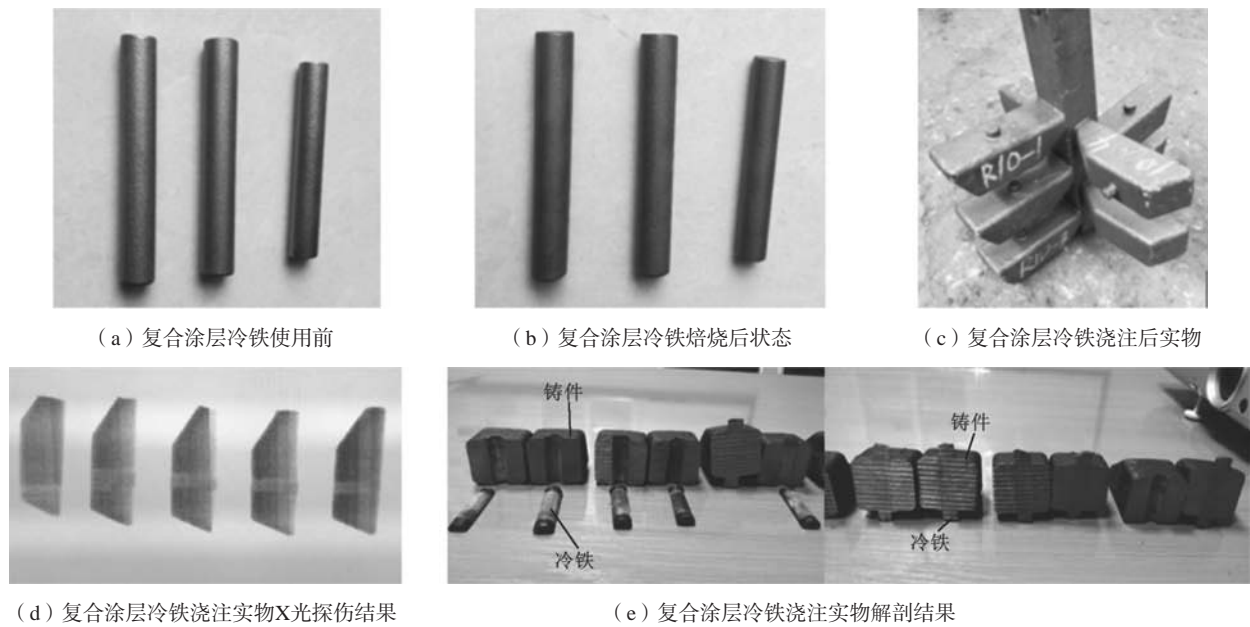 R10-1
(a)复合涂层冷铁使用前
(b)复合涂层冷铁焙烧后状态
(c)复合涂层冷铁浇注后实物
铸件
冷铁
铸件
冷铁
(d)复合涂层冷铁浇注实物X光探伤结果
(e)复合涂层冷铁浇注实物解剖结果